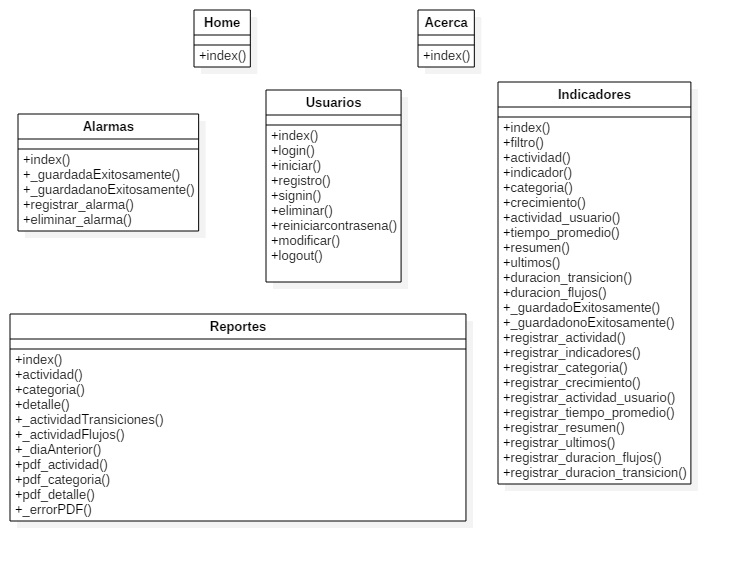 Home
+index()
Acerca
+index()
Alarmas
+index()
+_guardadaExitosamente()
+_guardadanoExitosamente()
+registrar_alarma()
+eliminar_alarma()
Usuarios
+index()
+login()
+iniciar()
+registro()
+signin()
+eliminar()
+reiniciarcontrasena()
+modificar()
+logout()
Indicadores
+index()
+filtro()
+actividad()
+indicador()
+categoria()
+crecimiento()
+actividad_usuario()
+tiempo_promedio()
+resumen()
+ultimos()
+duracion_transicion()
+duracion_flujos()
+_guardadoExitosamente()
+_guardadonoExitosamente()
+registrar_actividad()
+registrar_indicadores()
+registrar_categoria()
+registrar_crecimiento()
+registrar_actividad_usuario()
+registrar_tiempo_promedio()
+registrar_resumen()
+registrar_ultimos()
+registrar_duracion_flujos()
+registrar_duracion_transicion()
Reportes
+index()
+actividad()
+categoria()
+detalle()
+_actividadTransiciones()
+_actividadFlujos()
+_diaAnterior()
+pdf_actividad()
+pdf_categoria()
+pdf_detalle()
+_errorPDF()